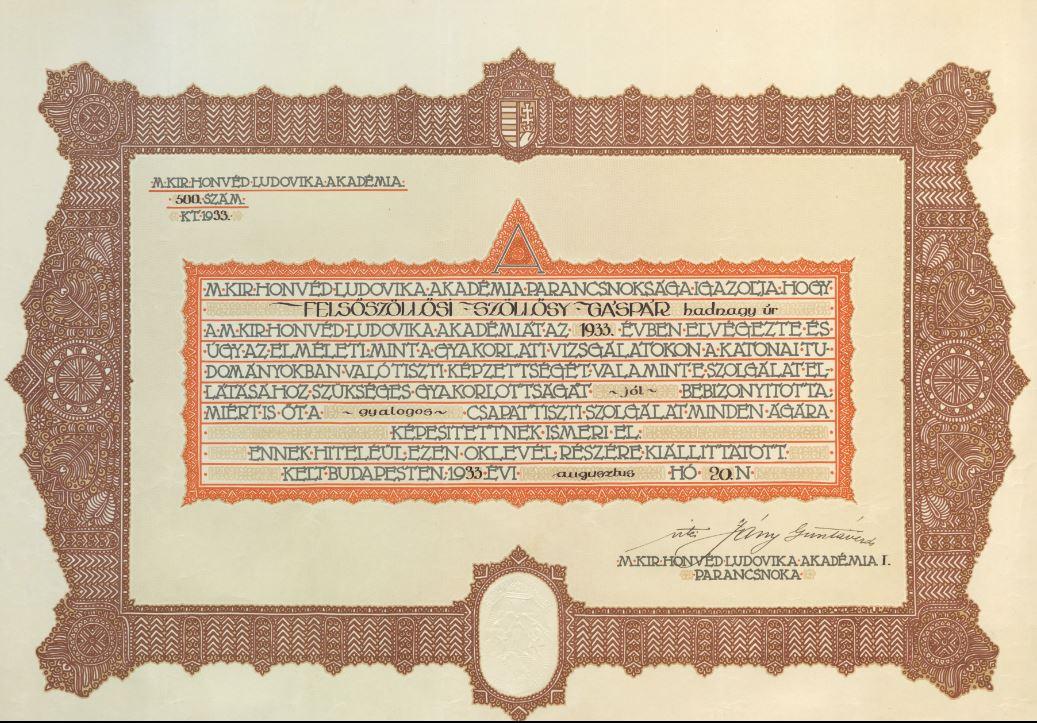 M·KIR·HONVÉD·LUDOVIKA·AKADÉMIA·
·500·SZÁM·
KT·1933·
A
M·KIR·HONVÉD·LUDOVIKA·AKADÉMIA·PARANCSNOKSÁGA·IGAZOLJA·HOGY
FELSŐSZÖLLŐSI - SZÖLLŐSY - GÁSPÁR hadnagy úr
A·M·KIR·HONVÉD·LUDOVIKA·AKADÉMIÁT·AZ 1933. ÉVBEN·ELVÉGEZTE·ÉS·
ÚGY·AZ·ELMÉLETI·MINT·A·GYAKORLATI·VIZSGÁLATOKON·A·KATONAI·TU-
DOMÁNYOKBAN·VALÓ·TISZTI·KÉPZETTSÉGÉT·VALAMINT·E·SZOLGÁLAT·EL-
LÁTÁSÁHOZ·SZÜKSÉGES·GYAKORLOTTSÁGÁT ~jól~ BEBIZONYÍTOTTA·
MIÉRT·IS·ŐT·A ~gyalogos~ CSAPATTISZTI·SZOLGÁLAT·MINDEN·ÁGÁRA·
KÉPESÍTETTNEK·ISMERI·EL·
ENNEK·HITELÉÜL·EZEN·OKLEVÉL·RÉSZÉRE·KIÁLLÍTTATOTT·
KELT·BUDAPESTEN·1933·ÉVI augusztus HÓ 20·N
vitéz Jány Gusztáv
M·KIR·HONVÉD·LUDOVIKA·AKADÉMIA I.
PARANCSNOKA·